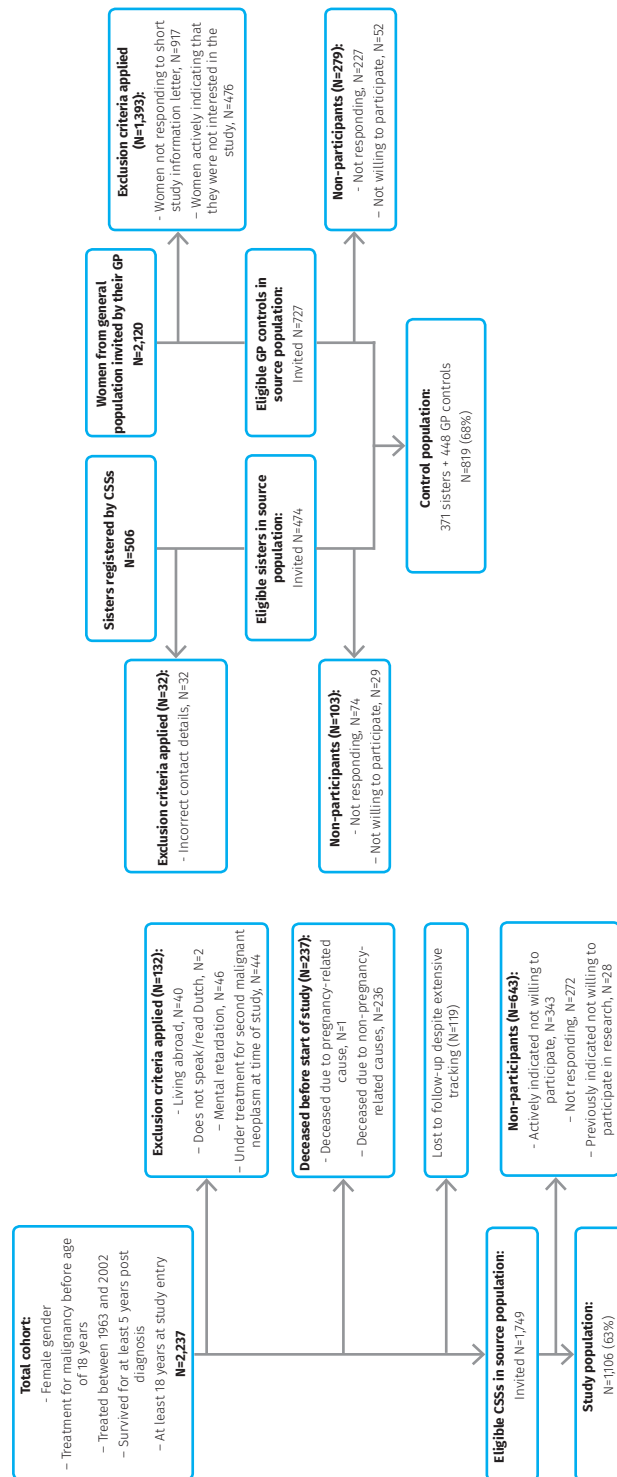 Total cohort:
- Female gender
– Treatment for malignancy before age
of 18 years
– Treated between 1963 and 2002
– Survived for at least 5 years post
diagnosis
– At least 18 years at study entry
N=2,237
Exclusion criteria applied (N=132):
- Living abroad, N=40
– Does not speak/read Dutch, N=2
– Mental retardation, N=46
– Under treatment for second malignant
neoplasm at time of study, N=44
Deceased before start of study (N=237):
- Deceased due to pregnancy-related
cause, N=1
– Deceased due to non-pregnancy-
related causes, N=236
Lost to follow-up despite extensive
tracking (N=119)
Eligible CSSs in source population:
Invited N=1,749
Non-participants (N=643):
- Actively indicated not willing to
participate, N=343
- Not responding, N=272
– Previously indicated not willing to
participate in research, N=28
Study population:
N=1,106 (63%)
Sisters registered by CSSs
N=506
Women from general
population invited by their GP
N=2,120
Exclusion criteria applied (N=32):
- Incorrect contact details, N=32
Exclusion criteria applied
(N=1,393):
- Women not responding to short
study information letter, N=917
– Women actively indicating that
they were not interested in the
study, N=476
Eligible sisters in source
population:
Invited N=474
Eligible GP controls in
source population:
Invited N=727
Non-participants (N=103):
- Not responding, N=74
– Not willing to participate, N=29
Non-participants (N=279):
- Not responding, N=227
– Not willing to participate, N=52
Control population:
371 sisters + 448 GP controls
N=819 (68%)